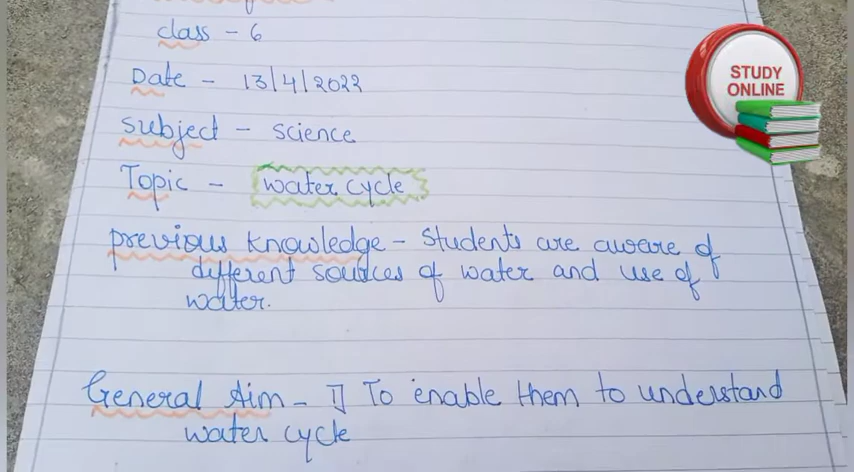 class - 6
Date - 13/4/2022
subject - science
Topic - water cycle
previous knowledge - students are aware of
different sources of water and use of
water.
General Aim - 1] To enable them to understand
water cycle
STUDY
ONLINE